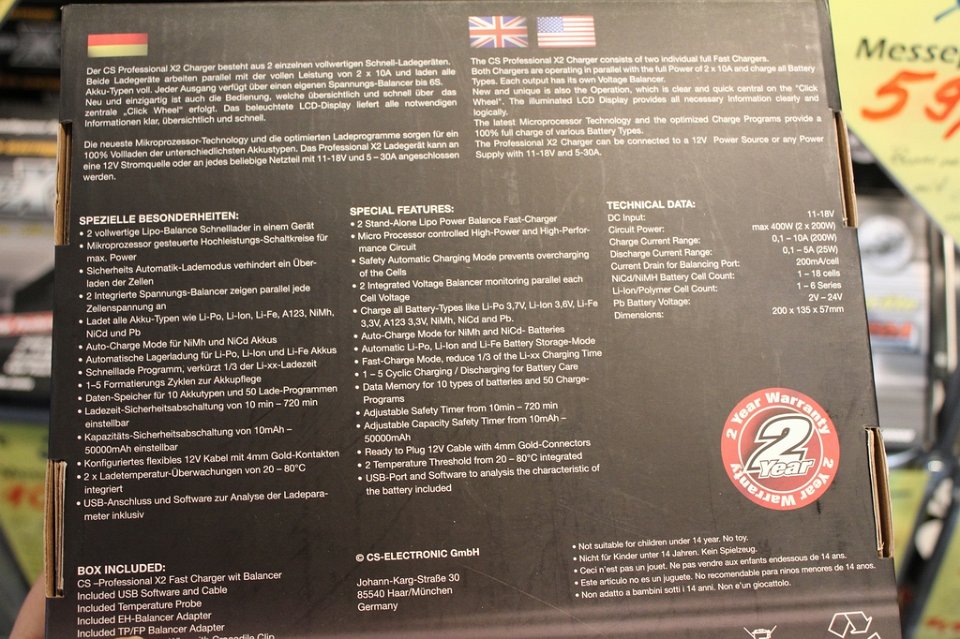 Der CS Professional X2 Charger besteht aus 2 einzelnen vollwertigen Schnell-Ladegeräten.
Beide Ladegeräte arbeiten parallel mit der vollen Leistung von 2 x 10A und laden alle
Akku-Typen voll. Jeder Ausgang verfügt über einen eigenen Spannungs-Balancer bis 6S.
Neu und einzigartig ist auch die Bedienung, welche übersichtlich und schnell über das
zentrale „Click Wheel" erfolgt. Das beleuchtete LCD-Display liefert alle notwendigen
Informationen klar, übersichtlich und schnell.
Die neueste Mikroprozessor-Technology und die optimierten Ladeprogramme sorgen für ein
100% Vollladen der unterschiedlichsten Akkutypen. Das Professional X2 Ladegerät kann an
eine 12V Stromquelle oder an jedes beliebige Netzteil mit 11-18V und 5 – 30A angeschlossen
werden.
The CS Professional X2 Fast Charger consists of two individual full Fast Chargers.
Both Chargers are operating in parallel with the full Power of 2 x 10A and charge all Battery
Types. Each output has its own Voltage Balancer.
New and unique is also the Operation, which is clear and quick central on the "Click
Wheel". The illuminated LCD Display provides all necessary Information clearly and
logically.
The latest Microprocessor Technology and the optimized Charge Programs provide a
100% full charge of various Battery Types.
The Professional X2 Charger can be connected to a 12V Power Source or any Power
Supply with 11-18V and 5-30A.
SPEZIELLE BESONDERHEITEN:
• 2 vollwertige Lipo-Balance Schnelllader in einem Gerät
• Mikroprozessor gesteuerte Hochleistungs-Schaltkreise für
max. Power
• Sicherheits Automatik-Lademodus verhindert ein Über-
laden der Zellen
• 2 Integrierte Spannungs-Balancer zeigen parallel jede
Zellenspannung an
• Ladet alle Akku-Typen wie Li-Po, Li-Ion, Li-Fe, A123, NiMh,
NiCd und Pb
• Auto-Charge Mode für NiMh und NiCd Akkus
• Automatische Lagerladung für Li-Po, Li-Ion und Li-Fe Akkus
• Schnelllade Programm, verkürzt 1/3 der Li-xx-Ladezeit
• 1–5 Formatierungs Zyklen zur Akkupflege
• Daten-Speicher für 10 Akkutypen und 50 Lade-Programmen
• Ladezeit-Sicherheitsabschaltung von 10 min – 720 min
einstellbar
• Kapazitäts-Sicherheitsabschaltung von 10mAh –
50000mAh einstellbar
• Konfiguriertes flexibles 12V Kabel mit 4mm Gold-Kontakten
• 2 x Ladetemperatur-Überwachungen von 20 – 80°C
integriert
• USB-Anschluss und Software zur Analyse der Ladepara-
meter inklusiv
SPECIAL FEATURES:
• 2 Stand-Alone Lipo Power Balance Fast-Charger
• Micro Processor controlled High-Power and High-Perfor-
mance Circuit
• Safety Automatic Charging Mode prevents overcharging
of the Cells
• 2 Integrated Voltage Balancer monitoring parallel each
Cell Voltage
• Charge all Battery-Types like Li-Po 3,7V, Li-Ion 3,6V, Li-Fe
3,3V, A123 3,3V, NiMh, NiCd and Pb.
• Auto-Charge Mode for NiMh and NiCd- Batteries
• Automatic Li-Po, Li-Ion and Li-Fe Battery Storage-Mode
• Fast-Charge Mode, reduce 1/3 of the Li-xx Charging Time
• 1 – 5 Cyclic Charging / Discharging for Battery Care
• Data Memory for 10 types of batteries and 50 Charge-
Programs
• Adjustable Safety Timer from 10min – 720 min
• Adjustable Capacity Safety Timer from 10mAh –
50000mAh
• Ready to Plug 12V Cable with 4mm Gold-Connectors
• 2 Temperature Threshold from 20 – 80°C integrated
• USB-Port and Software to analysis the characteristic of
the battery included
TECHNICAL DATA:
DC Input: 11-18V
Circuit Power: max 400W (2 x 200W)
Charge Current Range: 0,1 – 10A (200W)
Discharge Current Range: 0,1 – 5A (25W)
Current Drain for Balancing Port: 200mA/cell
NiCd/NiMH Battery Cell Count: 1 – 18 cells
Li-Ion/Polymer Cell Count: 1 – 6 Series
Pb Battery Voltage: 2V – 24V
Dimensions: 200 x 135 x 57mm
2 Year Warranty
2 Year
2 Year Warranty
BOX INCLUDED:
CS –Professional X2 Fast Charger wit Balancer
Included USB Software and Cable
Included Temperature Probe
Included EH-Balancer Adapter
Included TP/FP Balancer Adapter
with Crocodile Clip
© CS-ELECTRONIC GmbH
Johann-Karg-Straße 30
85540 Haar/München
Germany
• Not suitable for children under 14 year. No toy.
• Nicht für Kinder unter 14 Jahren. Kein Spielzeug.
• Ceci n'est pas un jouet. Ne pas vendre aux enfants endessous de 14 ans.
• Este articulo no es un juguete. No recomendable para ninos menores de 14 ans.
• Non adatto a bambini sotti i 14 anni. Non e'un giocattolo.
Messep
59,